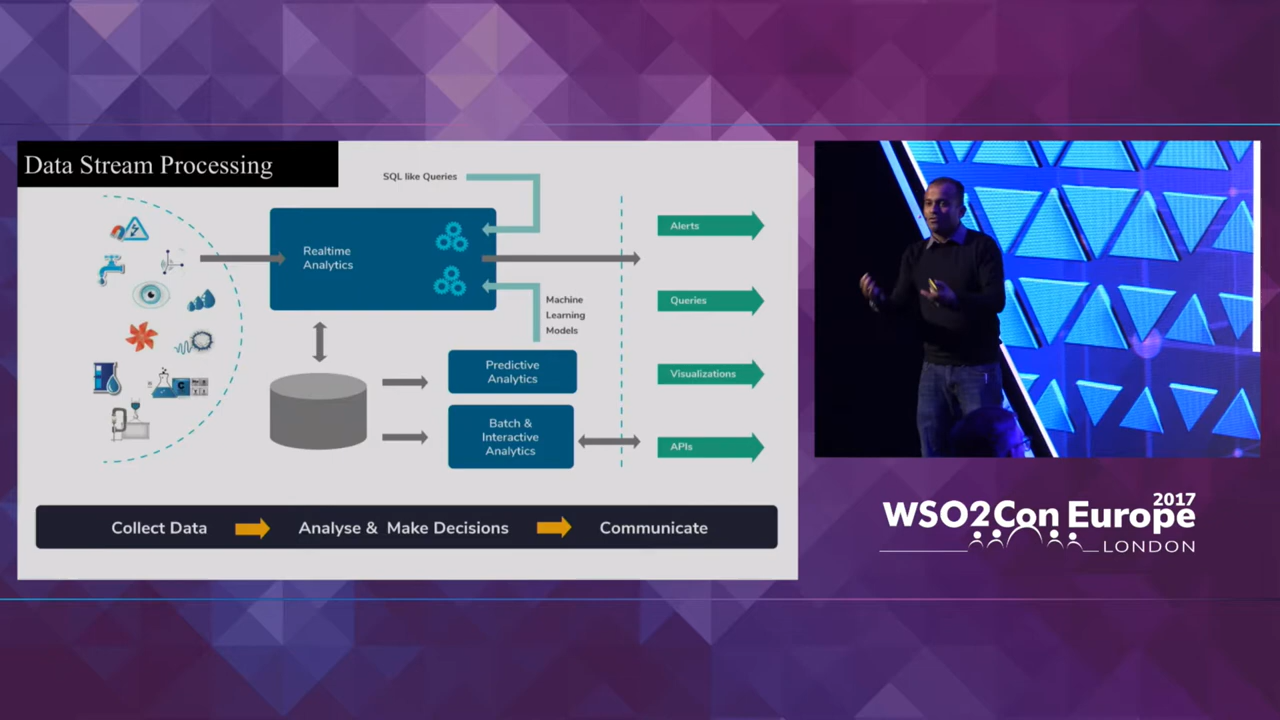 Data Stream Processing
SQL like Queries
Realtime
Analytics
Machine
Learning
Models
Predictive
Analytics
Batch &
Interactive
Analytics
Alerts
Queries
Visualizations
APIs
Collect Data
Analyse & Make Decisions
Communicate
2017
WSO2Con Europe
LONDON